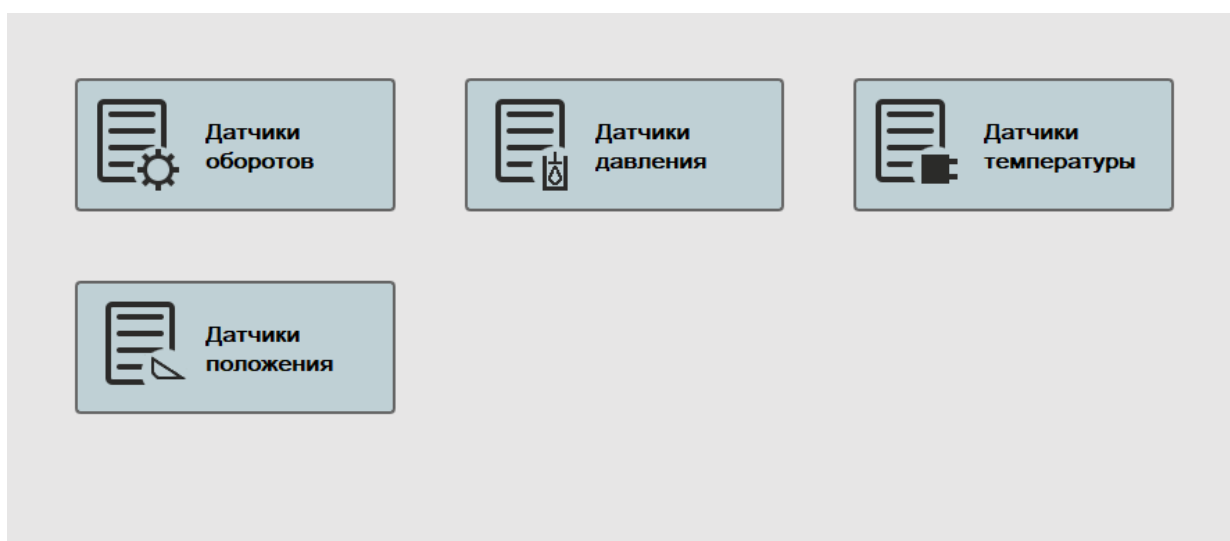 Датчики
оборотов
Датчики
давления
Датчики
температуры
Датчики
положения